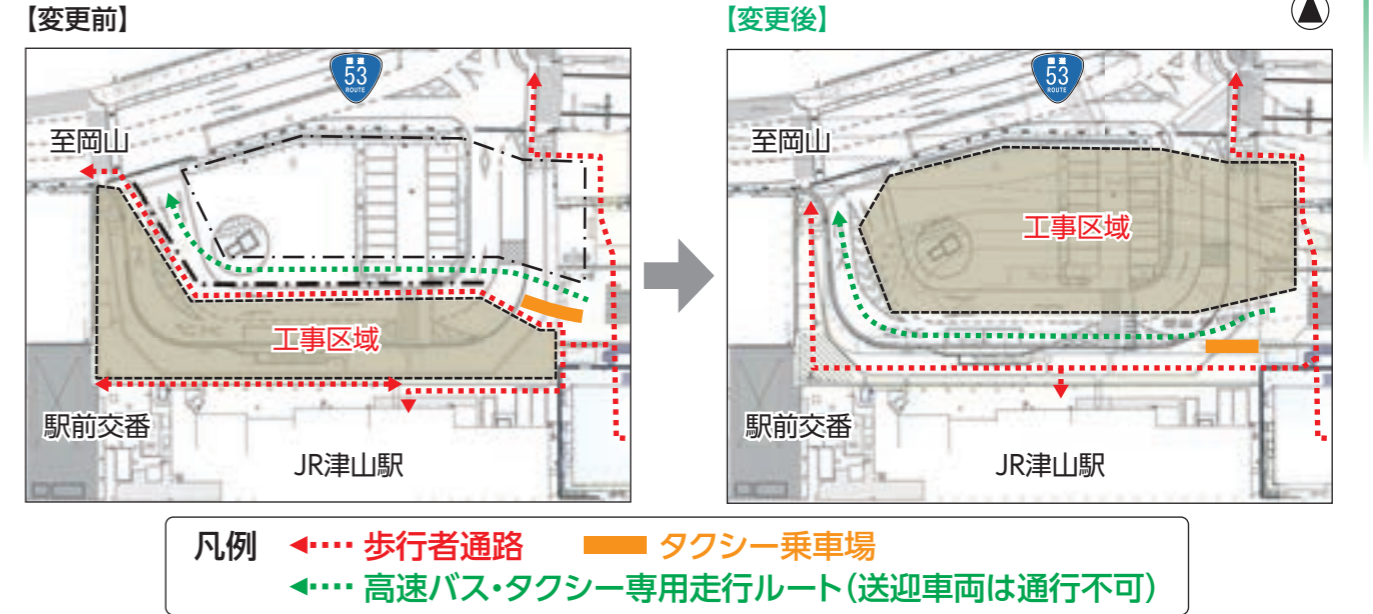 【変更前】
国道
53
ROUTE
至岡山
工事区域
駅前交番
JR津山駅
【変更後】
国道
53
ROUTE
至岡山
工事区域
駅前交番
JR津山駅
凡例 歩行者通路 タクシー乗車場
高速バス・タクシー専用走行ルート（送迎車両は通行不可）